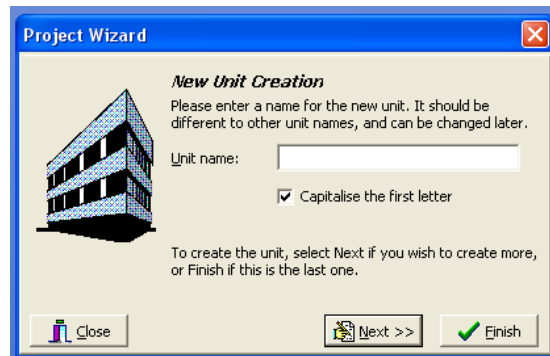 Project Wizard
New Unit Creation
Please enter a name for the new unit. It should be
different to other unit names, and can be changed later.
Unit name:
Capitalise the first letter
To create the unit, select Next if you wish to create more,
or Finish if this is the last one.
Close
Next >>
Finish